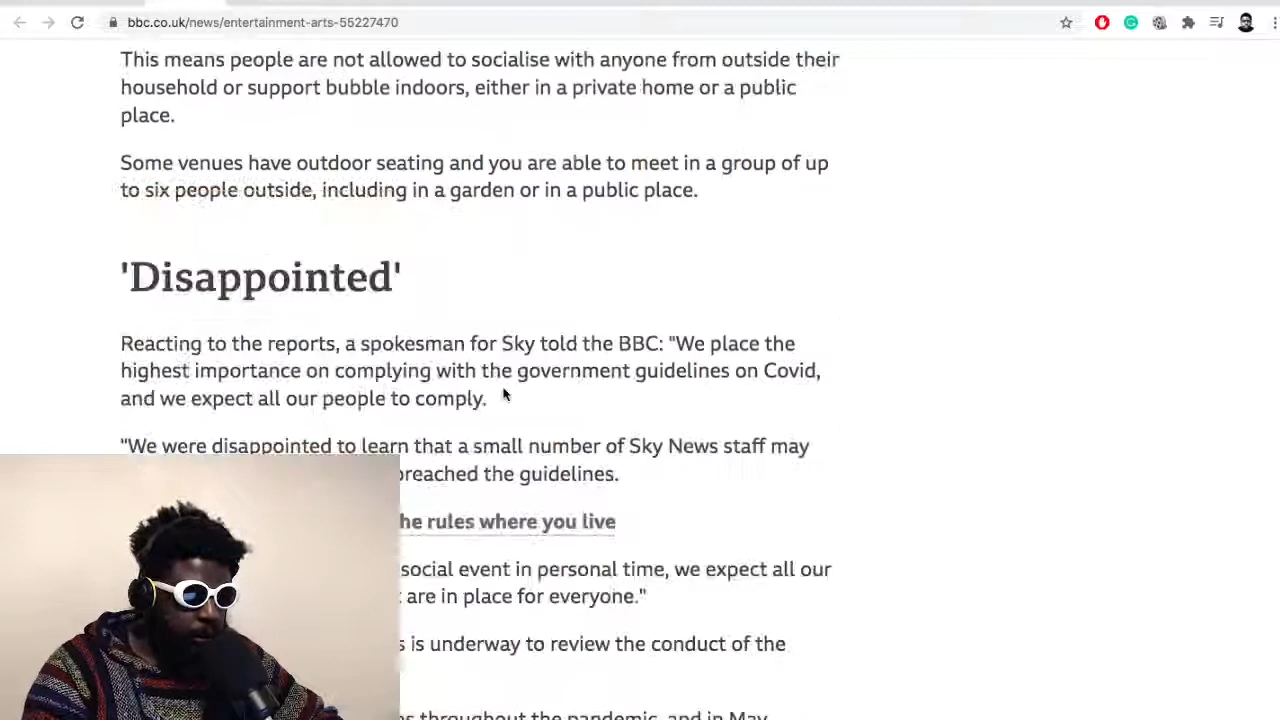 bbc.co.uk/news/entertainment-arts-55227470
This means people are not allowed to socialise with anyone from outside their
household or support bubble indoors, either in a private home or a public
place.
Some venues have outdoor seating and you are able to meet in a group of up
to six people outside, including in a garden or in a public place.
'Disappointed'
Reacting to the reports, a spokesman for Sky told the BBC: "We place the
highest importance on complying with the government guidelines on Covid,
and we expect all our people to comply.
"We were disappointed to learn that a small number of Sky News staff may
breached the guidelines.
he rules where you live
social event in personal time, we expect all our
are in place for everyone."
s is underway to review the conduct of the
throughout the pandemic, and in May